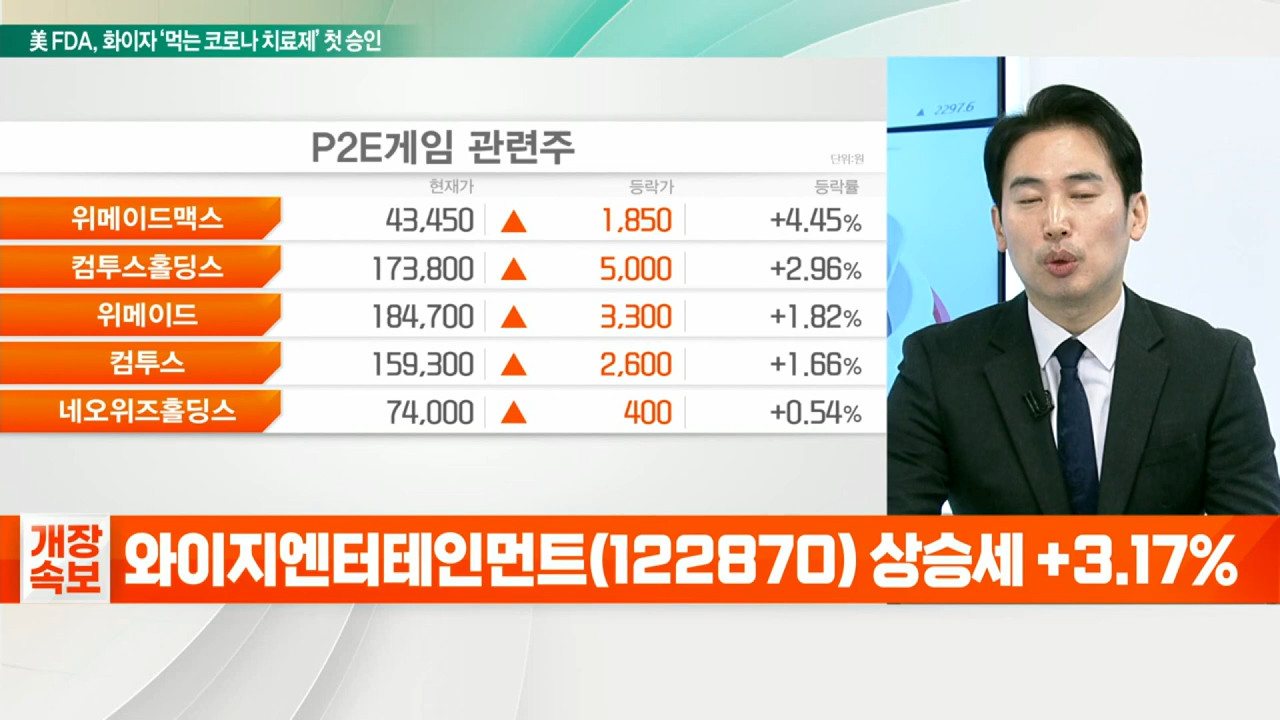 美 FDA, 화이자 '먹는 코로나 치료제' 첫 승인
▲ 2297.6
P2E게임 관련주
단위:원
현재가 등락가 등락률
위메이드맥스 43,450 ▲ 1,850 +4.45%
컴투스홀딩스 173,800 ▲ 5,000 +2.96%
위메이드 184,700 ▲ 3,300 +1.82%
컴투스 159,300 ▲ 2,600 +1.66%
네오위즈홀딩스 74,000 ▲ 400 +0.54%
개장
속보
와이지엔터테인먼트(122870) 상승세 +3.17%